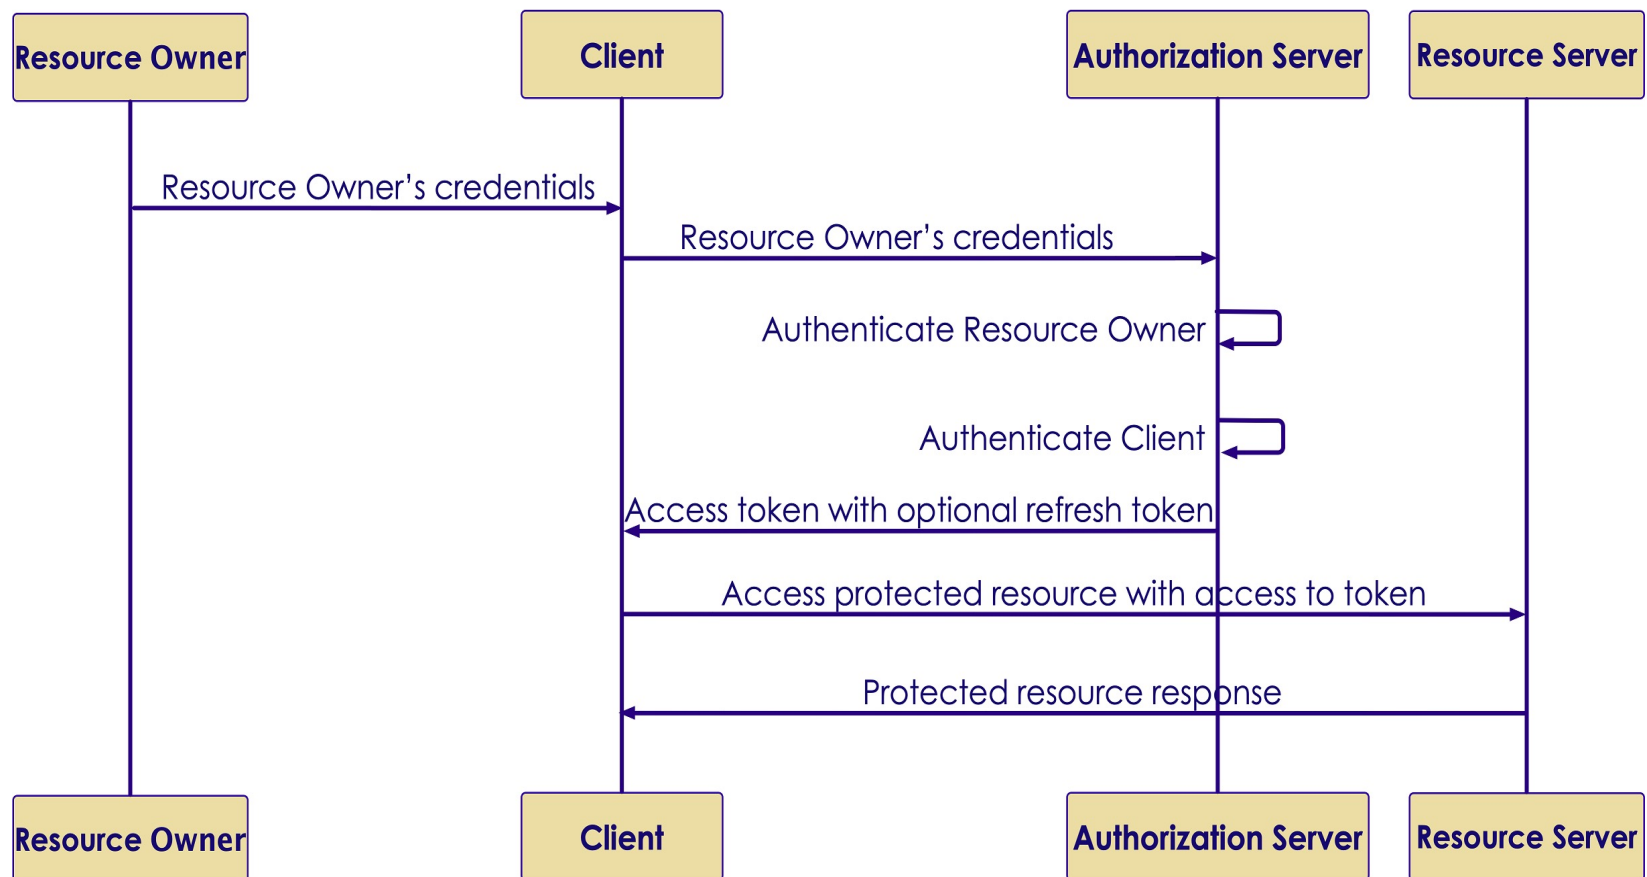 Resource Owner
Client
Authorization Server
Resource Server
Resource Owner’s credentials
Resource Owner’s credentials
Authenticate Resource Owner
Authenticate Client
Access token with optional refresh token
Access protected resource with access to token
Protected resource response
Resource Owner
Client
Authorization Server
Resource Server